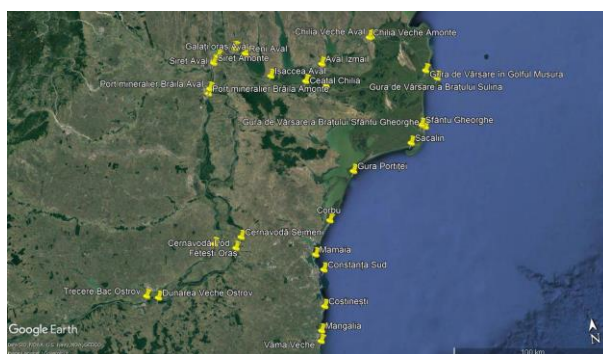 Chilia Veche Aval
Chilia Veche Amonte
Galați oraș Aval
Reni Aval
Siret Amonte
Siret Aval
Aval Izmail
Isaccea Aval
Ceatal Chilia
Gura de Vărsare în Golful Musura
Port mineralier Brăila Aval
Port mineralier Brăila Amonte
Gura de Vărsare a Brațului Sulina
Gura de Vărsare a Brațului Sfântu Gheorghe
Sfântu Gheorghe
Sacalin
Gura Portiței
Corbu
Cernavodă Seimeni
Cernavodă Pod
Fetești Oraș
Mamaia
Constanța Sud
Trecere Bac Ostrov
Dunărea Veche Ostrov
Costinești
Mangalia
Vama Veche
Google Earth
100 km
N